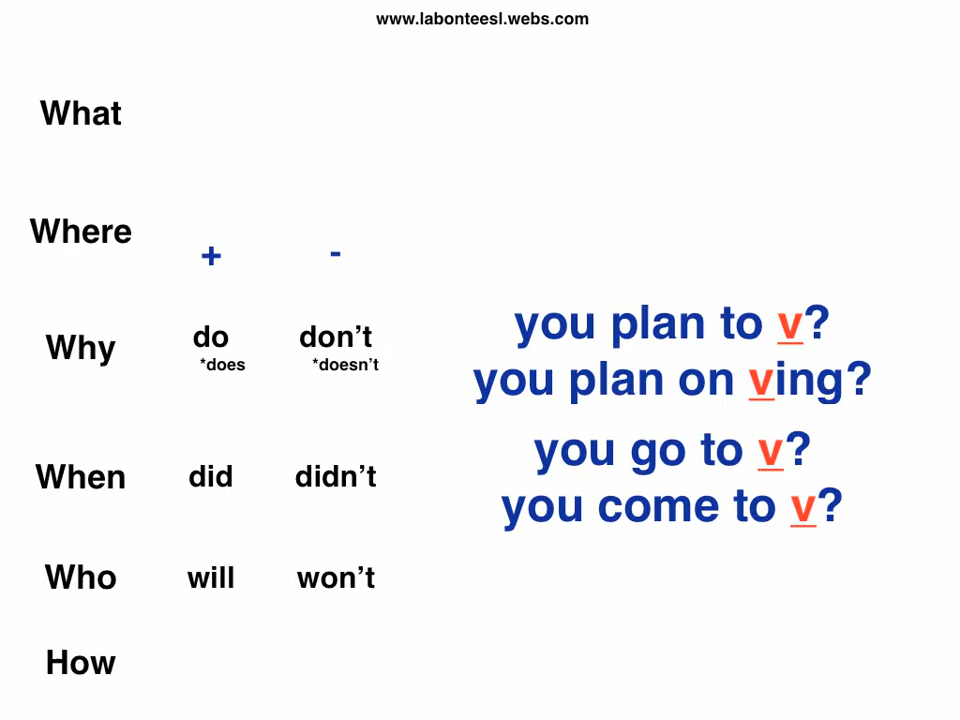 www.labonteesl.webs.com
What
Where
+ -
you plan to v?
Why do don’t
*does *doesn’t
you plan on ving?
you go to v?
When did didn’t
you come to v?
Who will won’t
How